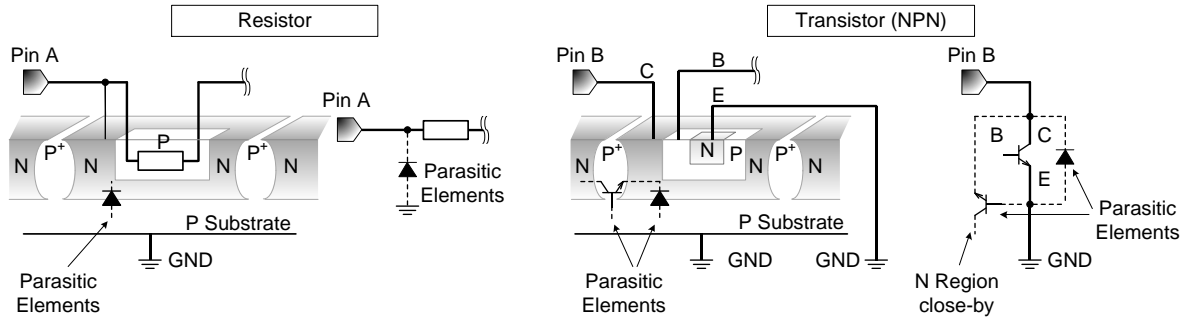 Resistor
Transistor (NPN)
Pin A
Pin A
Pin B
C
B
E
Pin B
N
P+
N
P
N
P+
N
Parasitic
Elements
P Substrate
GND
Parasitic
Elements
N
P+
N
N
P
P+
N
P Substrate
GND
GND
Parasitic
Elements
B
C
E
Parasitic
Elements
GND
N Region
close-by